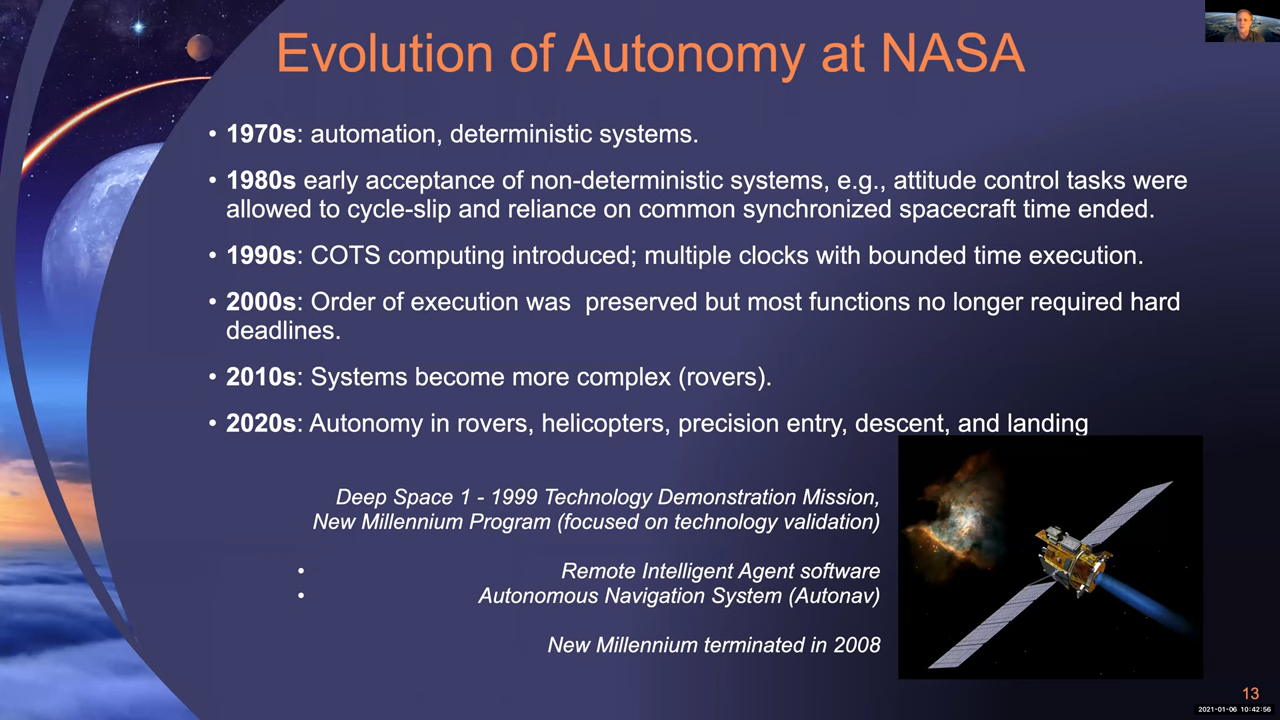 Evolution of Autonomy at NASA
• 1970s: automation, deterministic systems.
• 1980s early acceptance of non-deterministic systems, e.g., attitude control tasks were
allowed to cycle-slip and reliance on common synchronized spacecraft time ended.
• 1990s: COTS computing introduced; multiple clocks with bounded time execution.
• 2000s: Order of execution was  preserved but most functions no longer required hard
deadlines.
• 2010s: Systems become more complex (rovers).
• 2020s: Autonomy in rovers, helicopters, precision entry, descent, and landing
Deep Space 1 - 1999 Technology Demonstration Mission,
New Millennium Program (focused on technology validation)
• Remote Intelligent Agent software
• Autonomous Navigation System (Autonav)
New Millennium terminated in 2008
13
2021-01-06 10:42:56